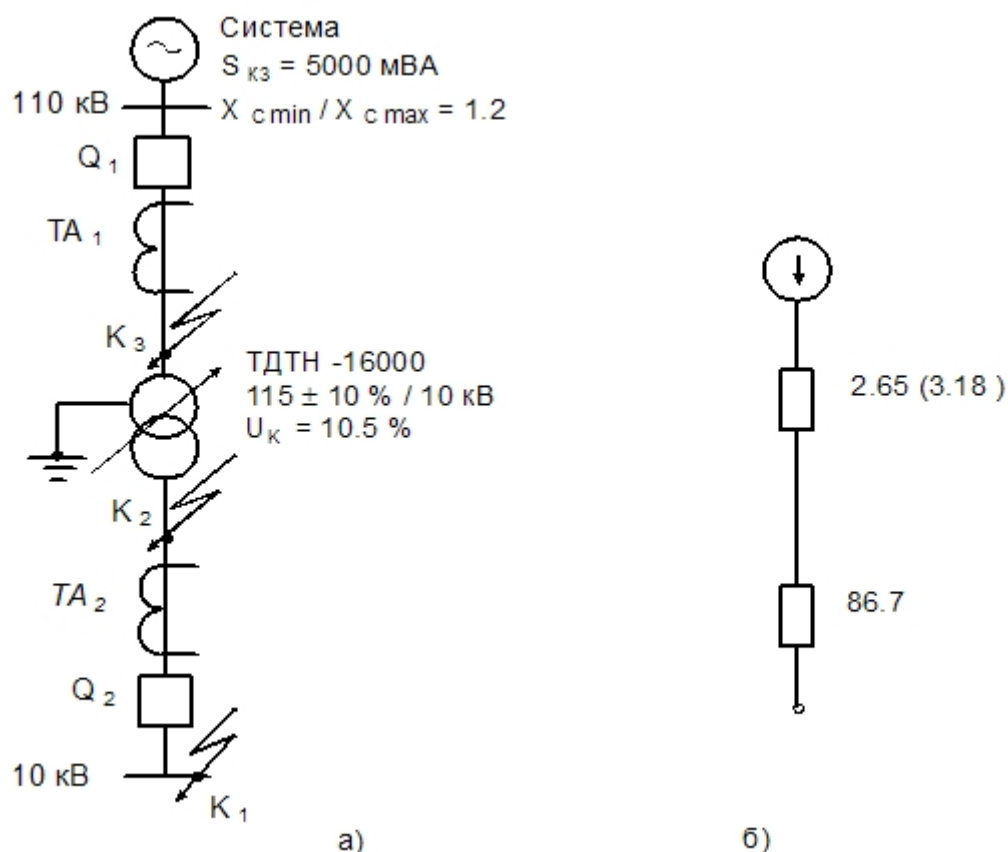 Система
S кз = 5000 мВА
110 кВ
X c min / X c max = 1.2
Q 1
TA 1
K 3
ТДТН -16000
115 ± 10 % / 10 кВ
U К = 10.5 %
K 2
TA 2
Q 2
10 кВ
K 1
а)
2.65 (3.18 )
86.7
б)